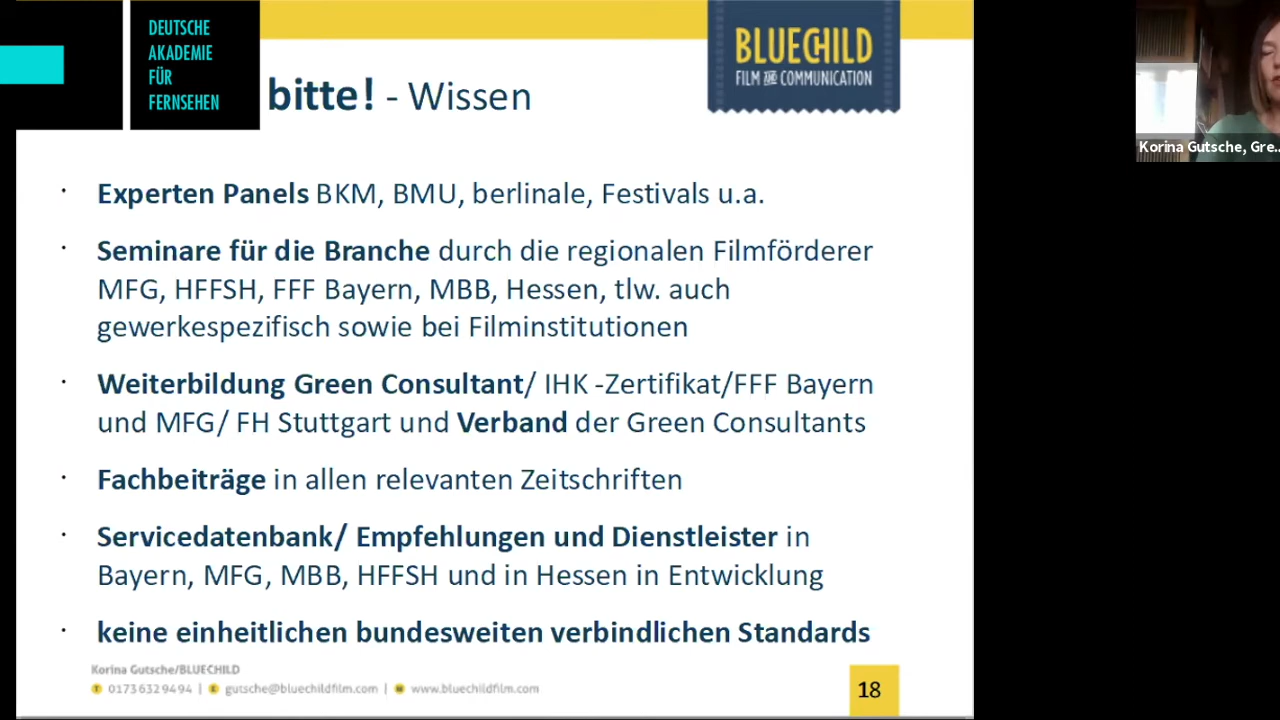 DEUTSCHE
AKADEMIE
FÜR
FERNSEHEN
bitte! - Wissen
BLUECHILD
FILM AND COMMUNICATION
Korina Gutsche, Gre...
· Experten Panels BKM, BMU, berlinale, Festivals u.a.
· Seminare für die Branche durch die regionalen Filmförderer
MFG, HFFSH, FFF Bayern, MBB, Hessen, tlw. auch
gewerkespezifisch sowie bei Filminstitutionen
· Weiterbildung Green Consultant/ IHK -Zertifikat/FFF Bayern
und MFG/ FH Stuttgart und Verband der Green Consultants
· Fachbeiträge in allen relevanten Zeitschriften
· Servicedatenbank/ Empfehlungen und Dienstleister in
Bayern, MFG, MBB, HFFSH und in Hessen in Entwicklung
· keine einheitlichen bundesweiten verbindlichen Standards
Korina Gutsche/BLUECHILD
T 0173 632 9494 | E gutsche@bluechildfilm.com | W www.bluechildfilm.com
18